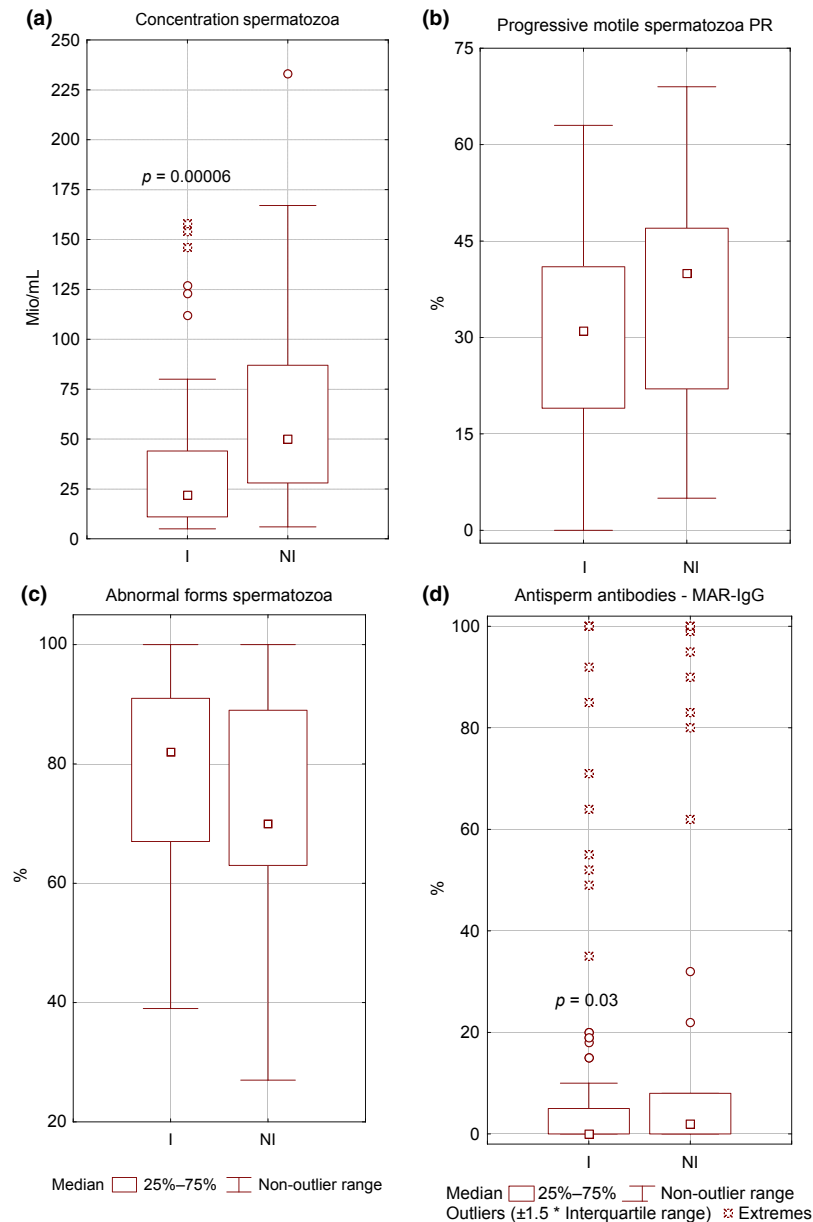 (a)
Concentration spermatozoa
250
225
200
175
150
125
100
75
50
25
0
Mio/mL
p = 0.00006
I
NI
(b)
Progressive motile spermatozoa PR
75
60
45
30
15
0
%
I
NI
(c)
Abnormal forms spermatozoa
100
80
60
40
20
%
I
NI
Median 25%–75% Non-outlier range
(d)
Antisperm antibodies - MAR-IgG
100
80
60
40
20
0
%
p = 0.03
I
NI
Median 25%–75% Non-outlier range
Outliers (±1.5 * Interquartile range) Extremes